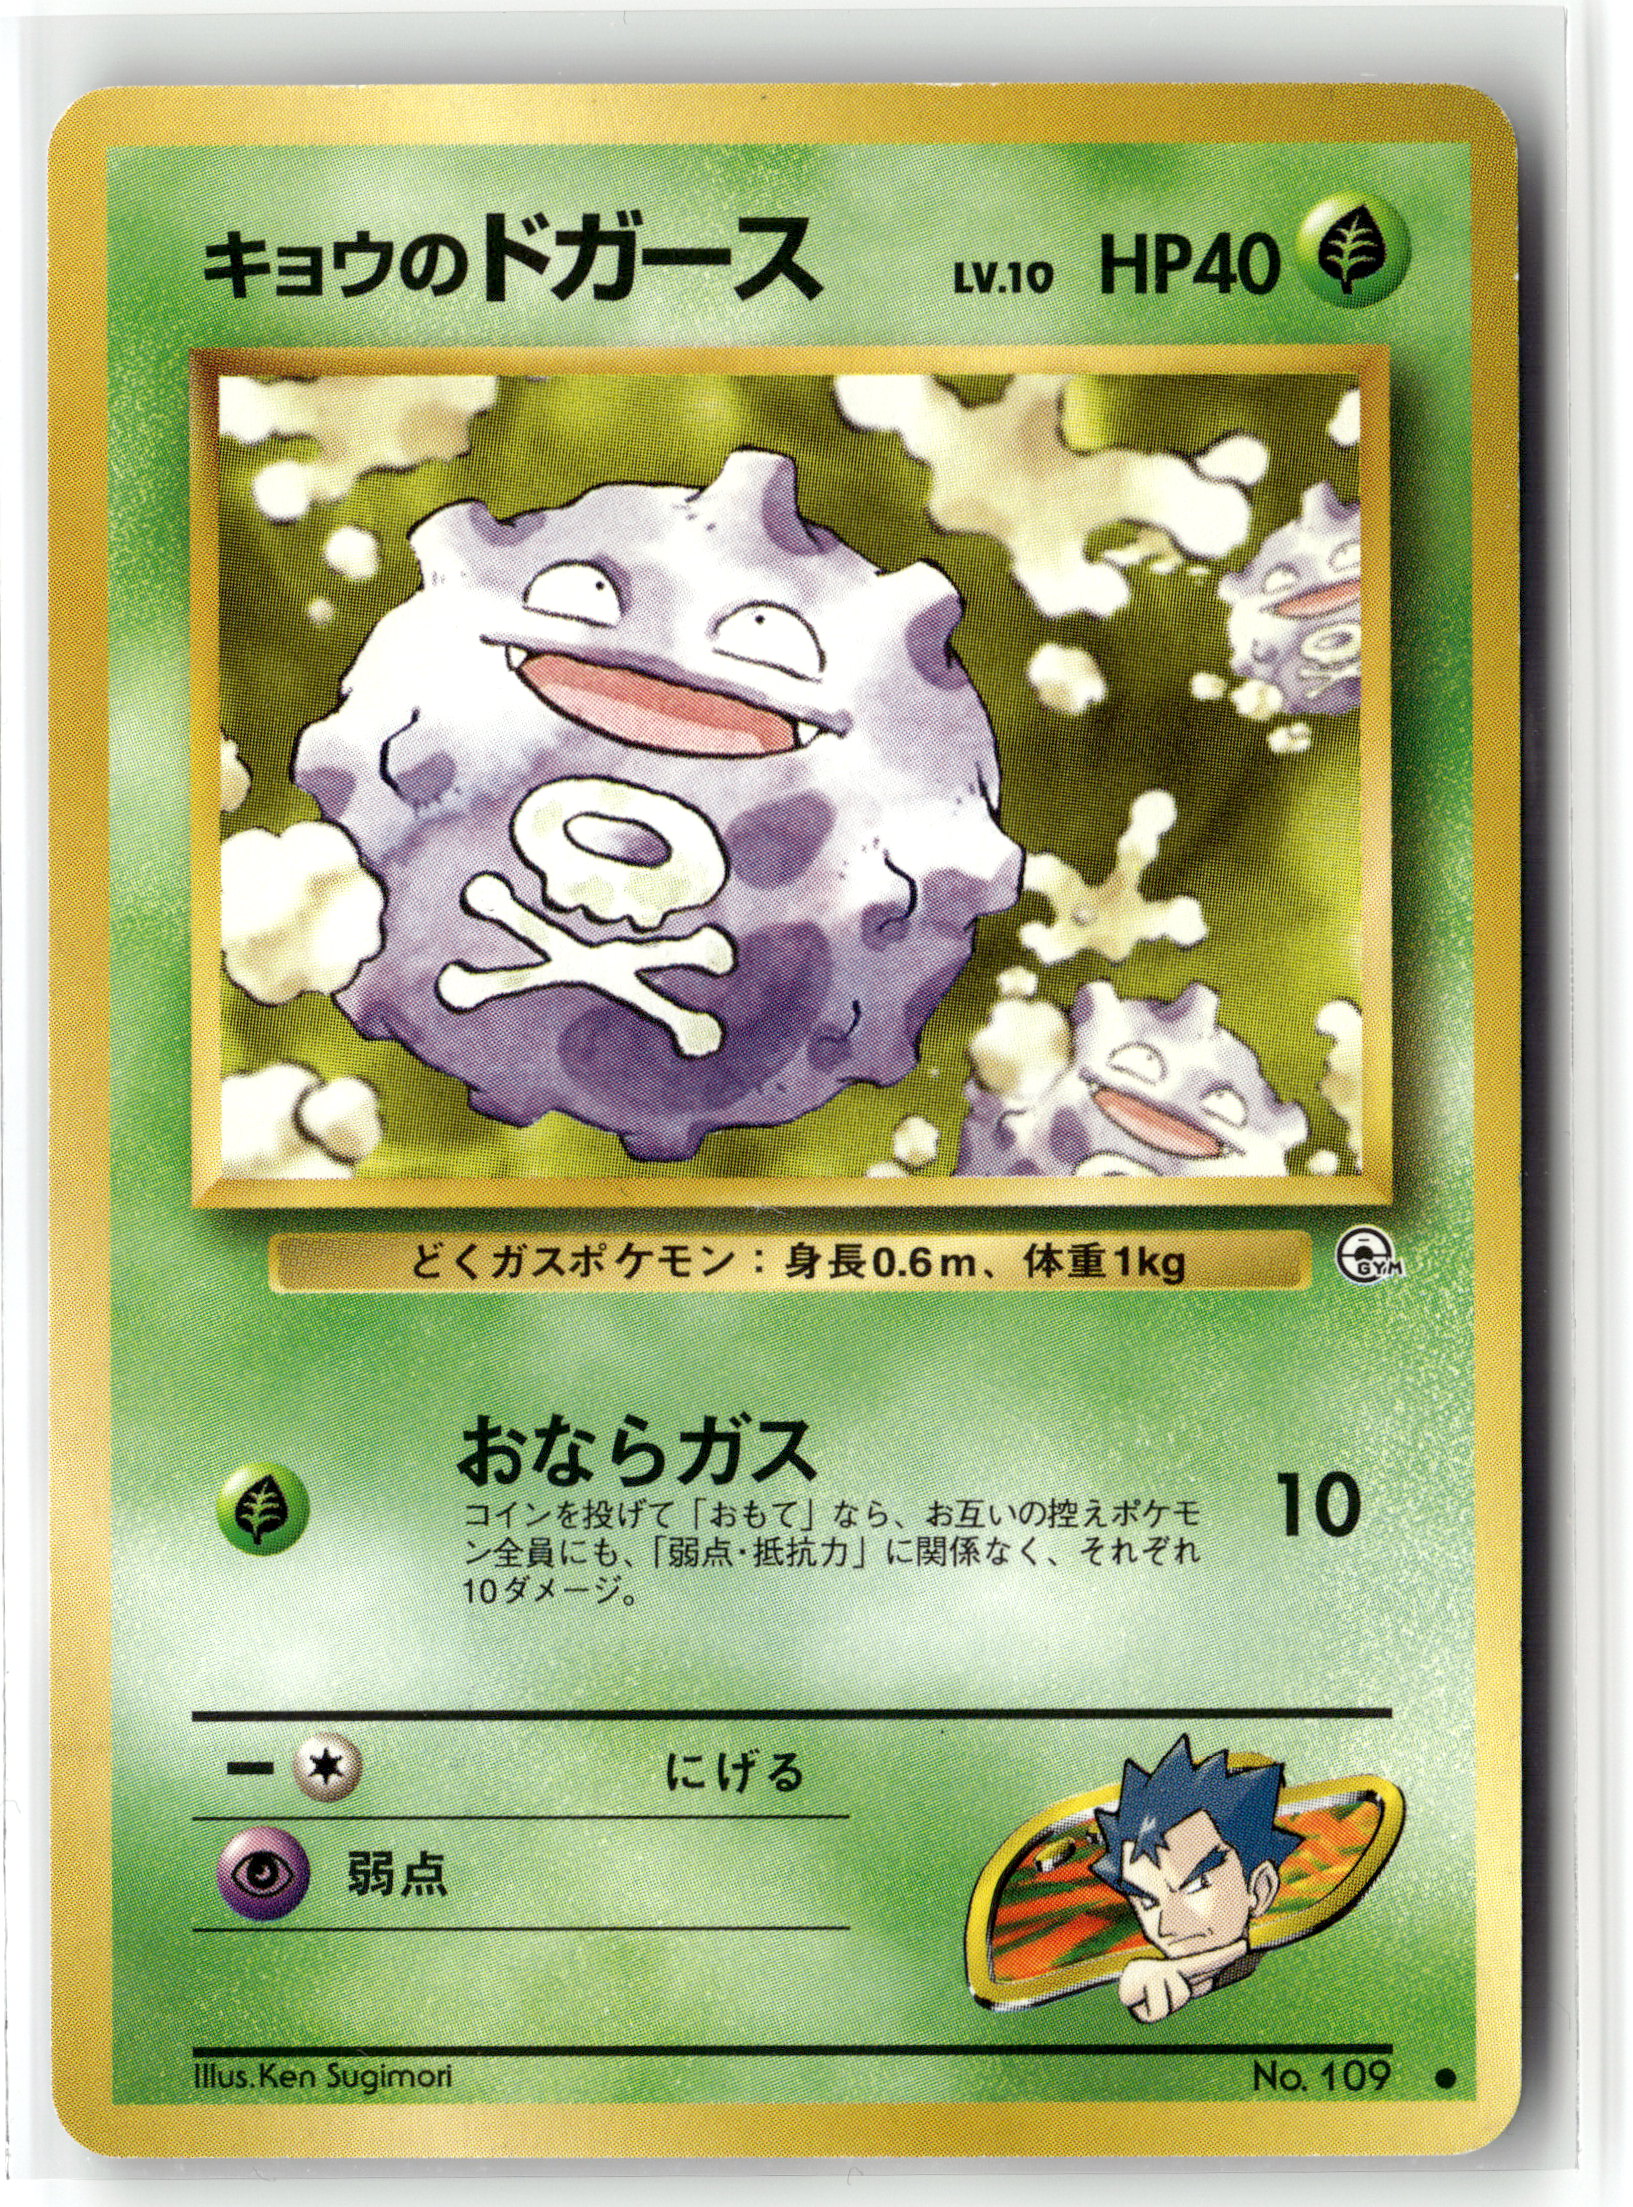 キョウのドガース LV.10 HP40
どくガスポケモン：身長0.6m、体重1kg
GYM
おならガス 10
コインを投げて「おもて」なら、お互いの控えポケモ
ン全員にも、「弱点・抵抗力」に関係なく、それぞれ
10ダメージ。
にげる
弱点
Illus.Ken Sugimori
No. 109